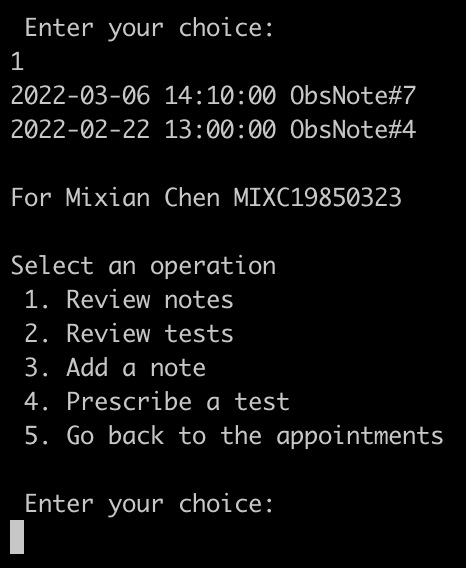 Enter your choice:
1
2022-03-06 14:10:00 ObsNote#7
2022-02-22 13:00:00 ObsNote#4
For Mixian Chen MIXC19850323
Select an operation
1. Review notes
2. Review tests
3. Add a note
4. Prescribe a test
5. Go back to the appointments
Enter your choice: